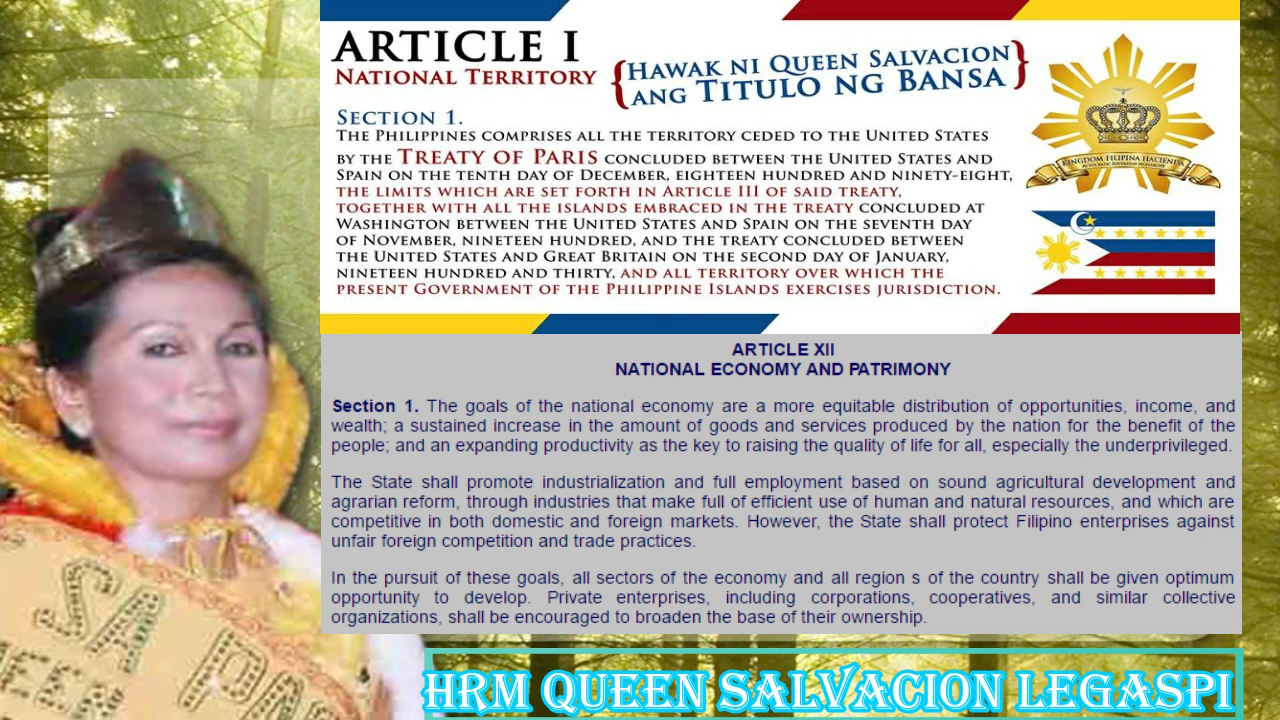 ARTICLE I
NATIONAL TERRITORY
{HAWAK NI QUEEN SALVACION
ANG TITULO NG BANSA}
SECTION 1.
THE PHILIPPINES COMPRISES ALL THE TERRITORY CEDED TO THE UNITED STATES
BY THE TREATY OF PARIS CONCLUDED BETWEEN THE UNITED STATES AND
SPAIN ON THE TENTH DAY OF DECEMBER, EIGHTEEN HUNDRED AND NINETY-EIGHT,
THE LIMITS WHICH ARE SET FORTH IN ARTICLE III OF SAID TREATY,
TOGETHER WITH ALL THE ISLANDS EMBRACED IN THE TREATY CONCLUDED AT
WASHINGTON BETWEEN THE UNITED STATES AND SPAIN ON THE SEVENTH DAY
OF NOVEMBER, NINETEEN HUNDRED, AND THE TREATY CONCLUDED BETWEEN
THE UNITED STATES AND GREAT BRITAIN ON THE SECOND DAY OF JANUARY,
NINETEEN HUNDRED AND THIRTY, AND ALL TERRITORY OVER WHICH THE
PRESENT GOVERNMENT OF THE PHILIPPINE ISLANDS EXERCISES JURISDICTION.
KINGDOM FILIPINA HACIENDA
AUTOCRATIC SOVEREIGN MONARCHY
ARTICLE XII
NATIONAL ECONOMY AND PATRIMONY
Section 1. The goals of the national economy are a more equitable distribution of opportunities, income, and
wealth; a sustained increase in the amount of goods and services produced by the nation for the benefit of the
people; and an expanding productivity as the key to raising the quality of life for all, especially the underprivileged.
The State shall promote industrialization and full employment based on sound agricultural development and
agrarian reform, through industries that make full of efficient use of human and natural resources, and which are
competitive in both domestic and foreign markets. However, the State shall protect Filipino enterprises against
unfair foreign competition and trade practices.
In the pursuit of these goals, all sectors of the economy and all region s of the country shall be given optimum
opportunity to develop. Private enterprises, including corporations, cooperatives, and similar collective
organizations, shall be encouraged to broaden the base of their ownership.
HRM QUEEN SALVACION LEGASPI